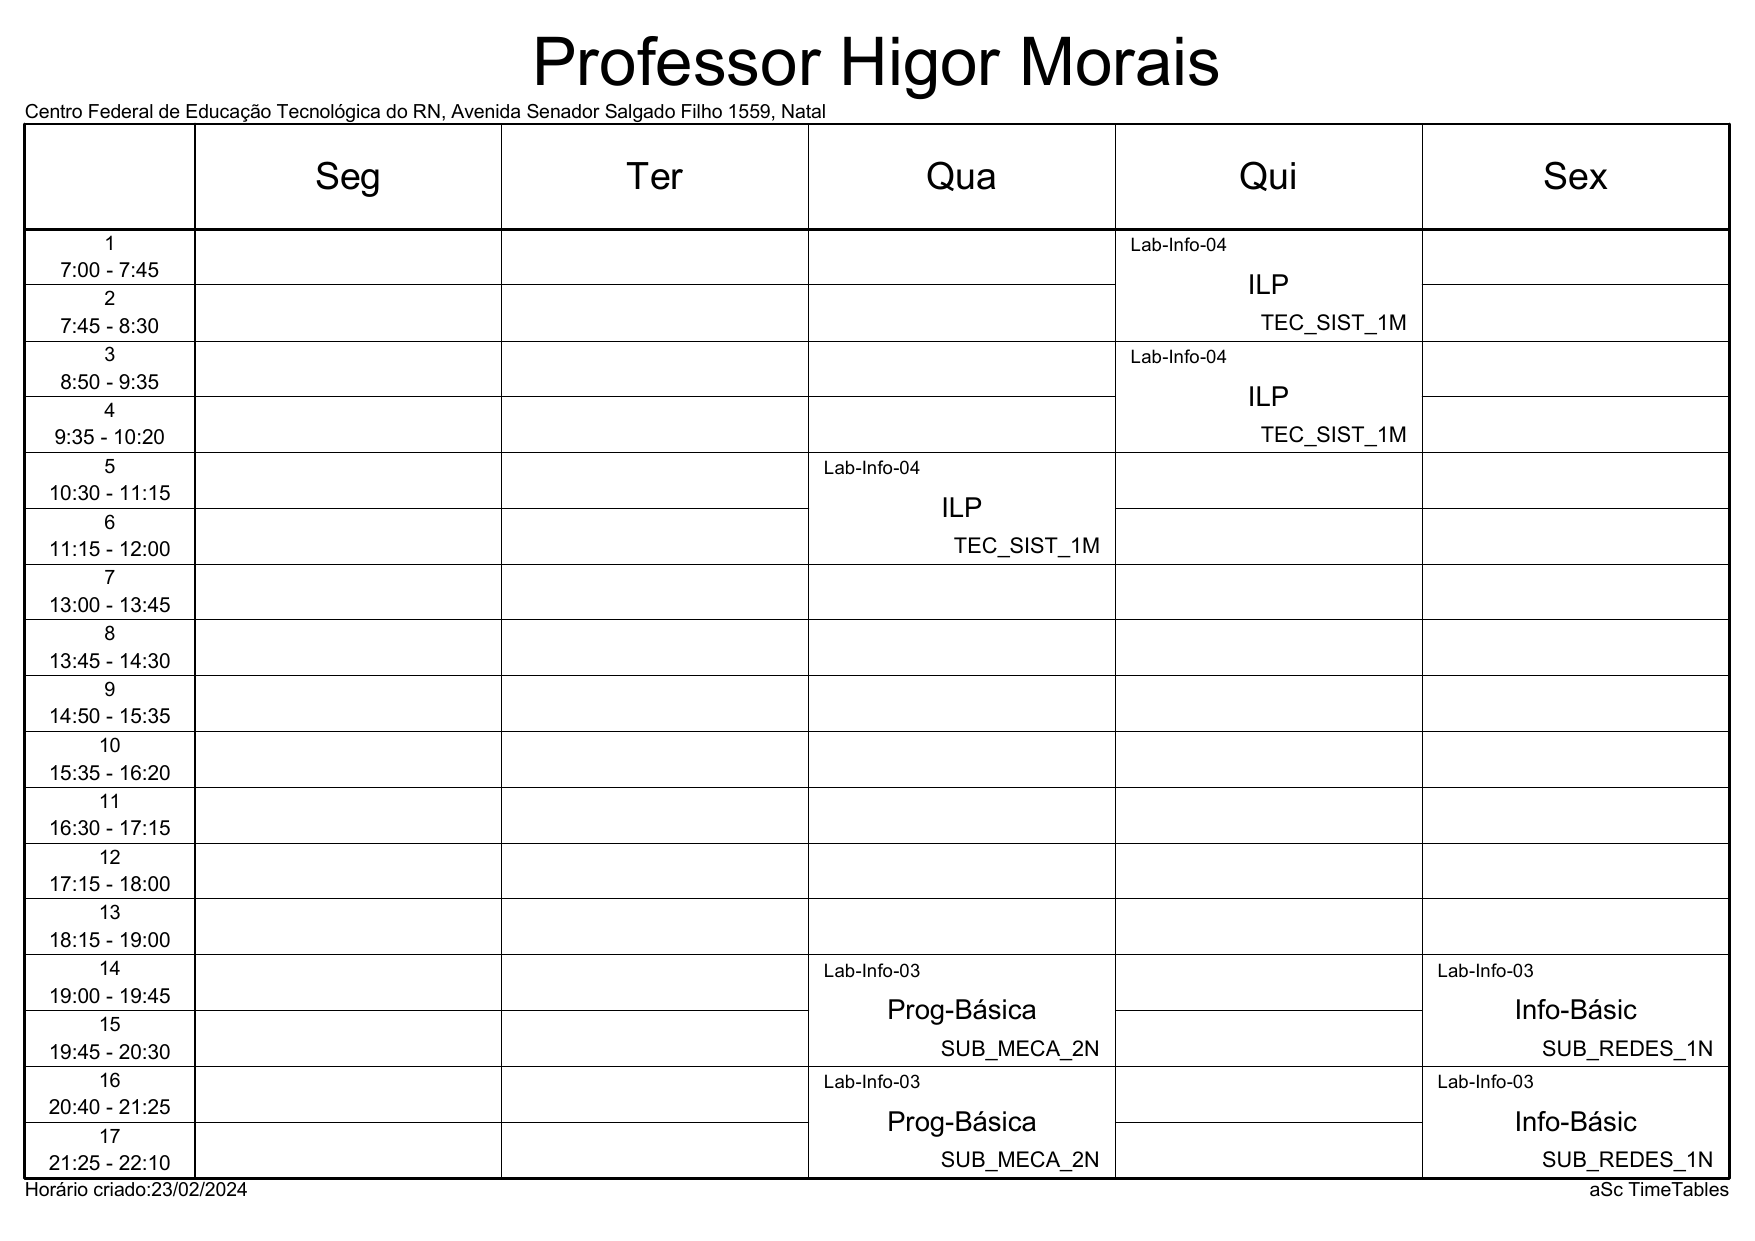 Professor Higor Morais
Centro Federal de Educação Tecnológica do RN, Avenida Senador Salgado Filho 1559, Natal
Seg Ter Qua Qui Sex
1
7:00 - 7:45
Lab-Info-04
ILP
TEC_SIST_1M
2
7:45 - 8:30
3
8:50 - 9:35
Lab-Info-04
ILP
TEC_SIST_1M
4
9:35 - 10:20
5
10:30 - 11:15
Lab-Info-04
ILP
TEC_SIST_1M
6
11:15 - 12:00
7
13:00 - 13:45
8
13:45 - 14:30
9
14:50 - 15:35
10
15:35 - 16:20
11
16:30 - 17:15
12
17:15 - 18:00
13
18:15 - 19:00
14
19:00 - 19:45
Lab-Info-03
Prog-Básica
SUB_MECA_2N
Lab-Info-03
Info-Básic
SUB_REDES_1N
15
19:45 - 20:30
16
20:40 - 21:25
Lab-Info-03
Prog-Básica
SUB_MECA_2N
Lab-Info-03
Info-Básic
SUB_REDES_1N
17
21:25 - 22:10
Horário criado:23/02/2024
aSc TimeTables